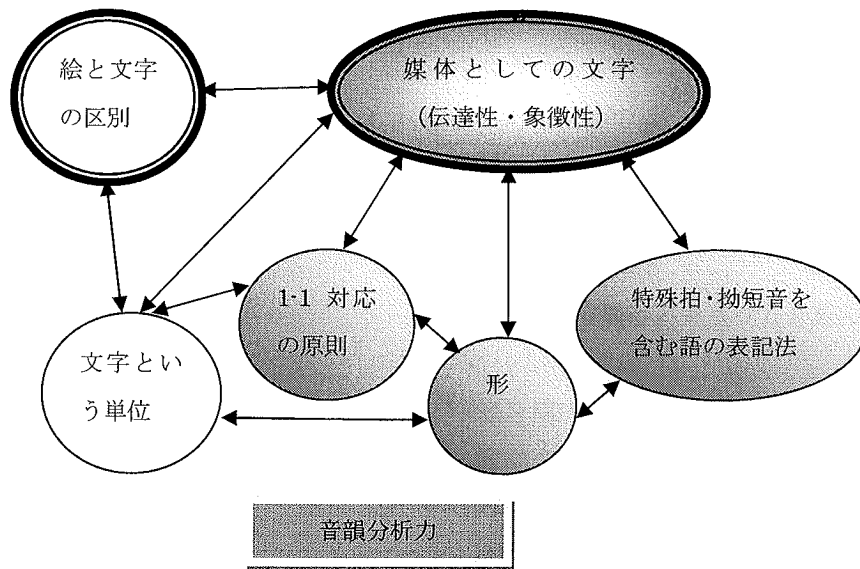 絵と文字
の区別
媒体としての文字
(伝達性・象徴性)
1-1 対応
の原則
特殊拍・拗短音を
含む語の表記法
文字とい
う単位
形
音韻分析力